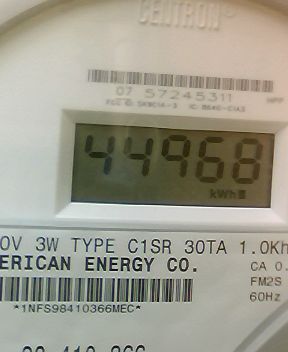 CENTRON®
07 57245311
44968
kWh
0V 3W TYPE C1SR 30TA 1.0Kh
ERICAN ENERGY CO.
CA 0.
FM2S
60Hz
*1NFS98410366MEC*